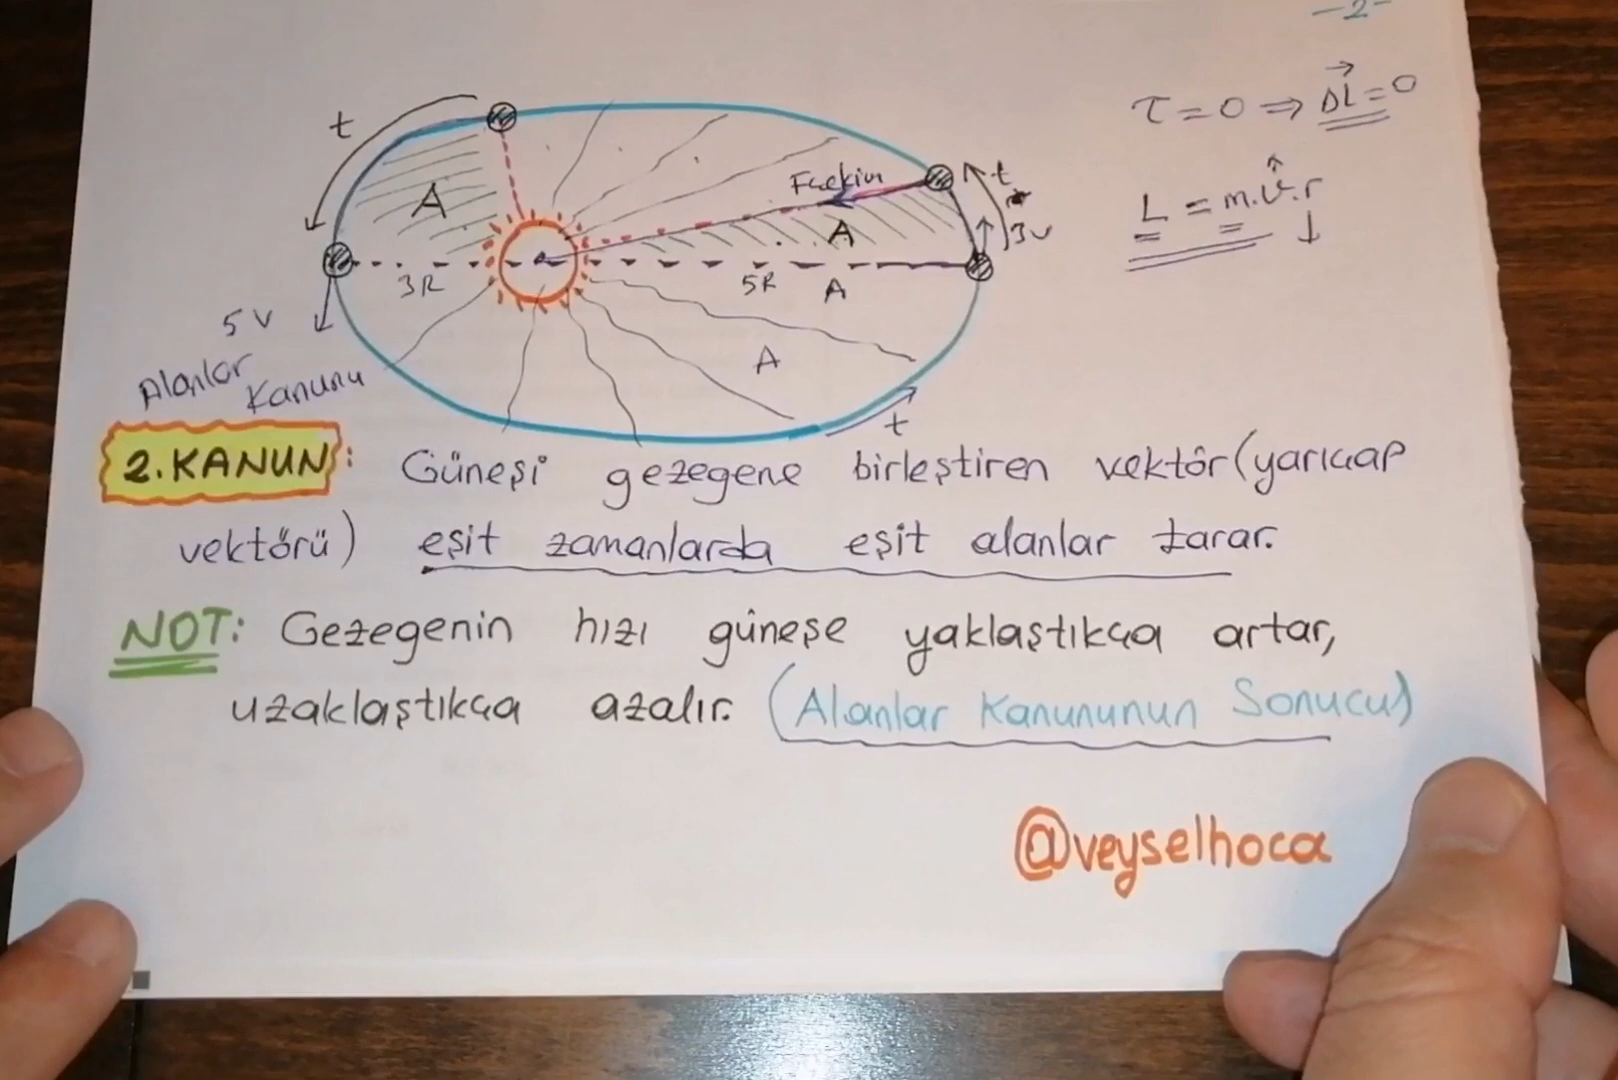 -2-
τ = 0 ⇒ ΔL⃗ = 0
L = m.v.r
t
A
Fçekim
t
A
3v
3R
5R
A
5v
A
t
Alanlar Kanunu
2.KANUN: Güneşi gezegene birleştiren vektör (yarıçap
vektörü) eşit zamanlarda eşit alanlar tarar.
NOT: Gezegenin hızı güneşe yaklaştıkça artar,
uzaklaştıkça azalır. (Alanlar Kanununun Sonucu)
@veyselhoca